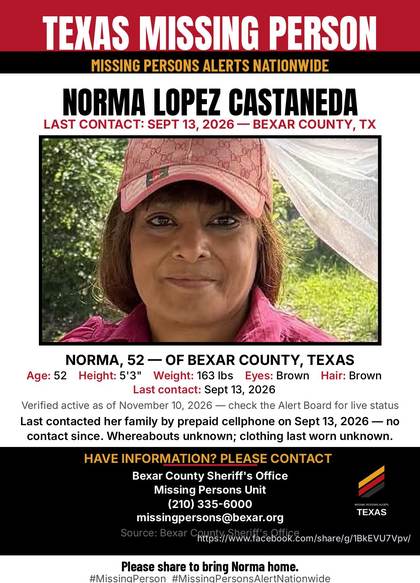 TEXAS MISSING PERSON
MISSING PERSONS ALERTS NATIONWIDE
NORMA LOPEZ CASTANEDA
LAST CONTACT: SEPT 13, 2026 — BEXAR COUNTY, TX
NORMA, 52 — OF BEXAR COUNTY, TEXAS
Age: 52 Height: 5'3" Weight: 163 lbs Eyes: Brown Hair: Brown
Last contact: Sept 13, 2026
Verified active as of November 10, 2026 — check the Alert Board for live status
Last contacted her family by prepaid cellphone on Sept 13, 2026 — no
contact since. Whereabouts unknown; clothing last worn unknown.
HAVE INFORMATION? PLEASE CONTACT
Bexar County Sheriff's Office
Missing Persons Unit
(210) 335-6000
missingpersons@bexar.org
TEXAS
Source: Bexar County Sheriff's Office
https://www.facebook.com/share/g/1BkEVU7Vpv/
Please share to bring Norma home.
#MissingPerson #MissingPersonsAlertNationwide